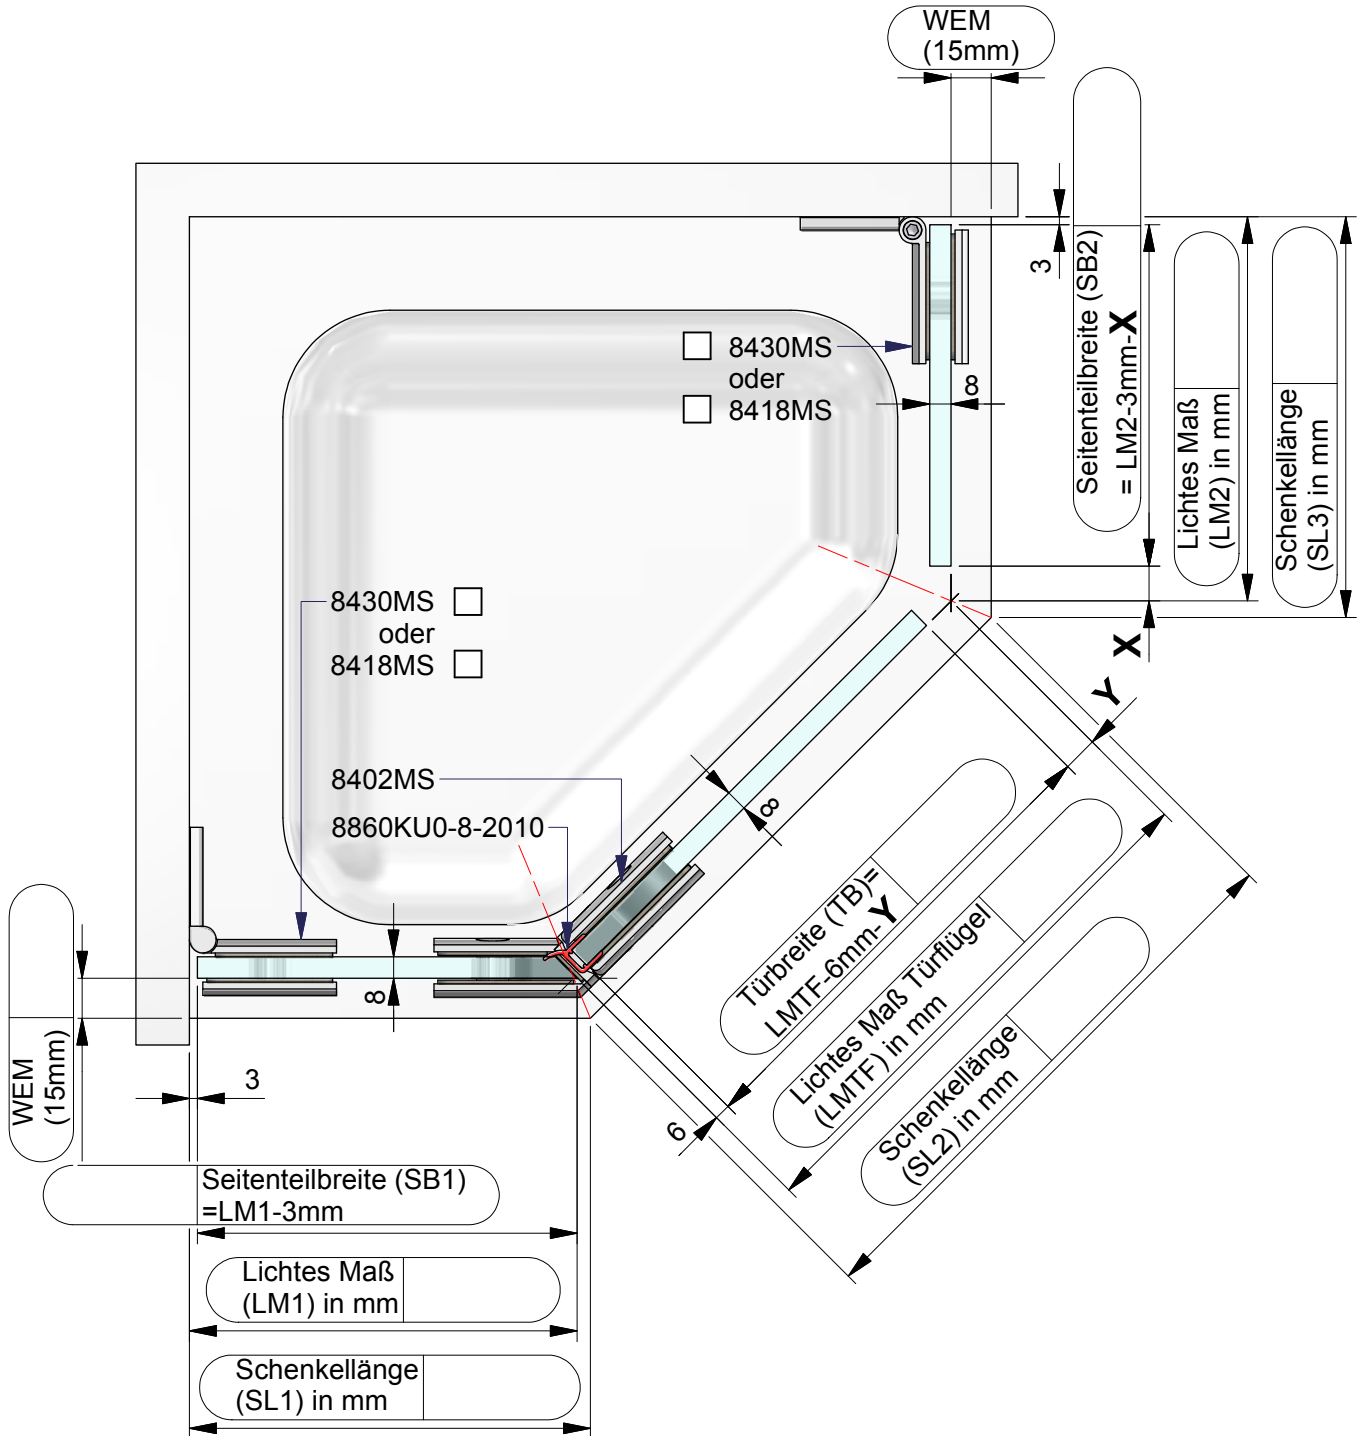 WEM
(15mm)
3
Seitenteilbreite (SB2)
= LM2-3mm-X
Lichtes Maß
(LM2) in mm
Schenkellänge
(SL3) in mm
8430MS
oder
8418MS
8
8430MS
oder
8418MS
X
Y
8402MS
8860KU0-8-2010
8
Türbreite (TB)=
LMTF-6mm-Y
Lichtes Maß Türflügel
(LMTF) in mm
Schenkellänge
(SL2) in mm
8
WEM
(15mm)
3
6
Seitenteilbreite (SB1)
=LM1-3mm
Lichtes Maß
(LM1) in mm
Schenkellänge
(SL1) in mm